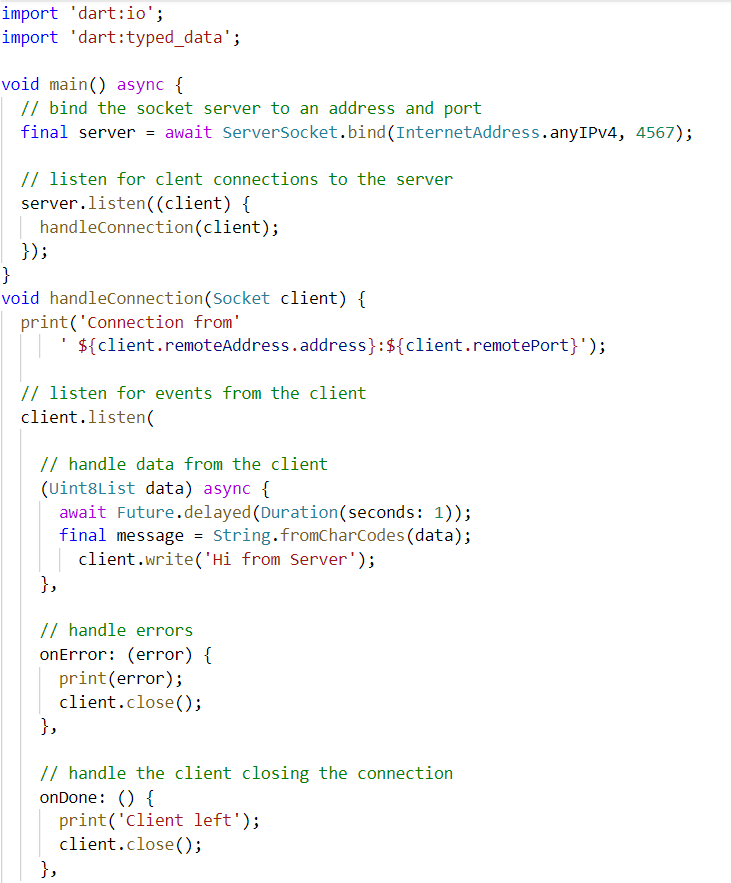 import 'dart:io';
import 'dart:typed_data';

void main() async {
  // bind the socket server to an address and port
  final server = await ServerSocket.bind(InternetAddress.anyIPv4, 4567);

  // listen for clent connections to the server
  server.listen((client) {
    handleConnection(client);
  });
}
void handleConnection(Socket client) {
  print('Connection from'
      ' ${client.remoteAddress.address}:${client.remotePort}');

  // listen for events from the client
  client.listen(

    // handle data from the client
    (Uint8List data) async {
      await Future.delayed(Duration(seconds: 1));
      final message = String.fromCharCodes(data);
        client.write('Hi from Server');
    },

    // handle errors
    onError: (error) {
      print(error);
      client.close();
    },

    // handle the client closing the connection
    onDone: () {
      print('Client left');
      client.close();
    },